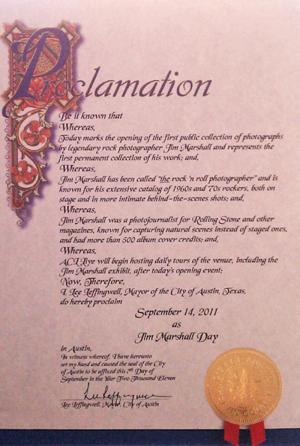 Proclamation
Be it known that
Whereas,
Today marks the opening of the first public collection of photographs
by legendary rock photographer Jim Marshall and represents the
first permanent collection of his work; and,
Whereas,
Jim Marshall has been called "the rock 'n roll photographer" and is
known for his extensive catalog of 1960s and '70s rockers, both on
stage and in more intimate behind-the-scenes shots; and,
Whereas,
Jim Marshall was a photojournalist for Rolling Stone and other
magazines, known for capturing natural scenes instead of staged ones,
and had more than 500 album cover credits; and,
Whereas,
ACL Live will begin hosting daily tours of the venue, including the
Jim Marshall exhibit, after today's opening event;
Now, Therefore,
I, Lee Leffingwell, Mayor of the City of Austin, Texas,
do hereby proclaim
September 14, 2011
as
Jim Marshall Day
in Austin.
In witness whereof, I have hereunto
set my hand and caused the seal of the City
of Austin to be affixed this 7th Day of
September in the Year Two Thousand Eleven
Lee Leffingwell
Lee Leffingwell, Mayor, City of Austin